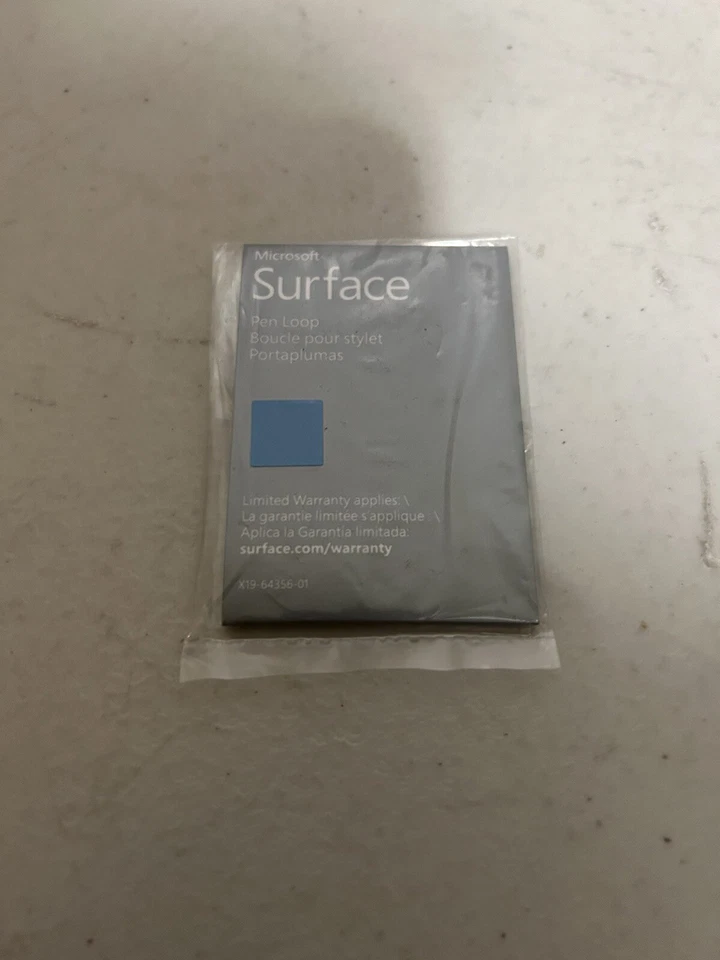 Microsoft
Surface
Pen Loop
Boucle pour stylet
Portaplumas
Limited Warranty applies: \
La garantie limitée s'applique : \
Aplica la Garantía limitada:
surface.com/warranty
X19-64356-01